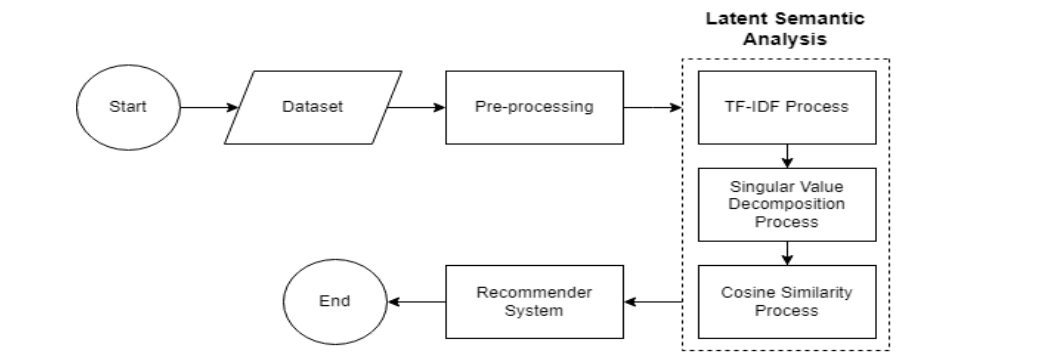 Latent Semantic
Analysis
Start
Dataset
Pre-processing
TF-IDF Process
Singular Value
Decomposition
Process
Cosine Similarity
Process
Recommender
System
End